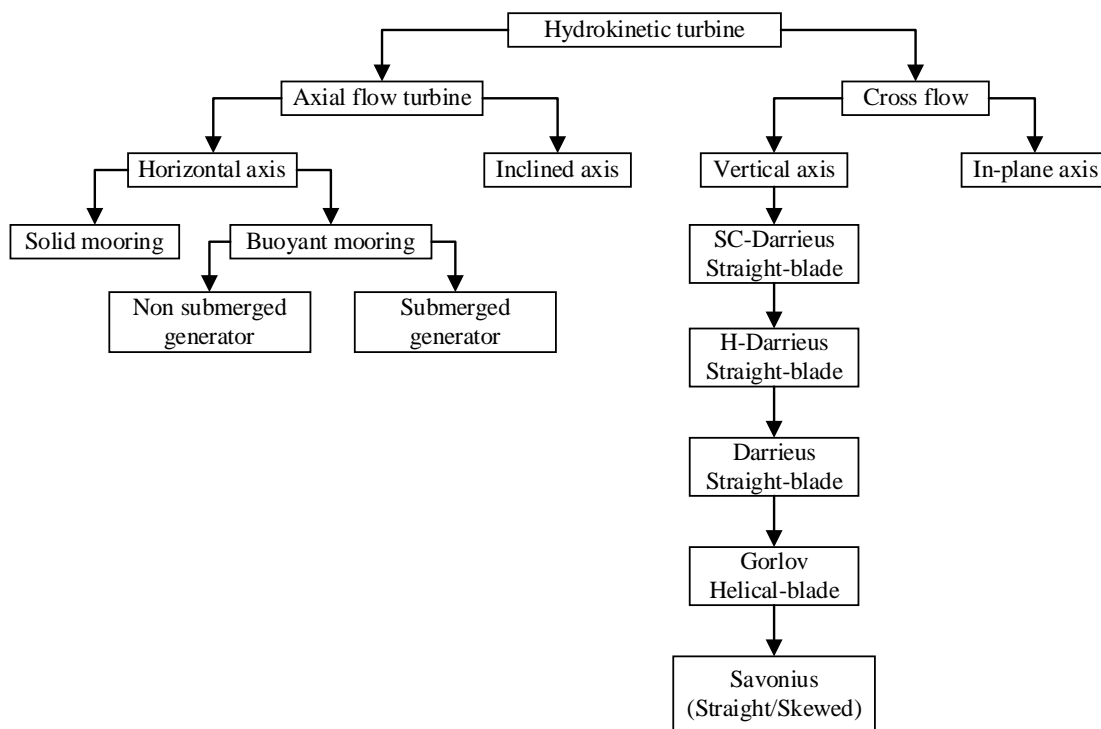 Hydrokinetic turbine
Axial flow turbine
Cross flow
Horizontal axis
Inclined axis
Vertical axis
In-plane axis
Solid mooring
Buoyant mooring
SC-Darrieus
Straight-blade
Non submerged
generator
Submerged
generator
H-Darrieus
Straight-blade
Darrieus
Straight-blade
Gorlov
Helical-blade
Savonius
(Straight/Skewed)